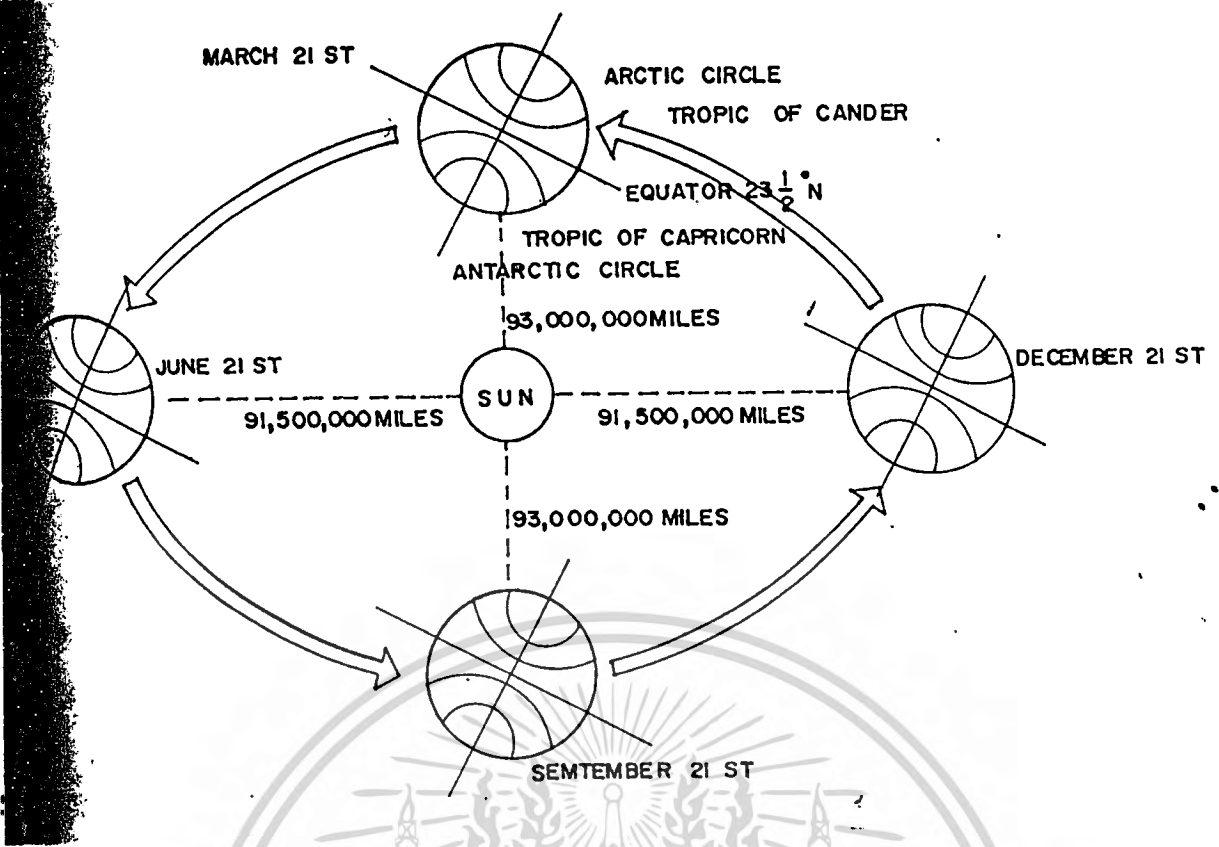 MARCH 21 ST
ARCTIC CIRCLE
TROPIC OF CANDER
EQUATOR 23 1/2° N
TROPIC OF CAPRICORN
ANTARCTIC CIRCLE
93,000,000 MILES
JUNE 21 ST
SUN
DECEMBER 21 ST
91,500,000 MILES
91,500,000 MILES
93,000,000 MILES
SEMTEMBER 21 ST